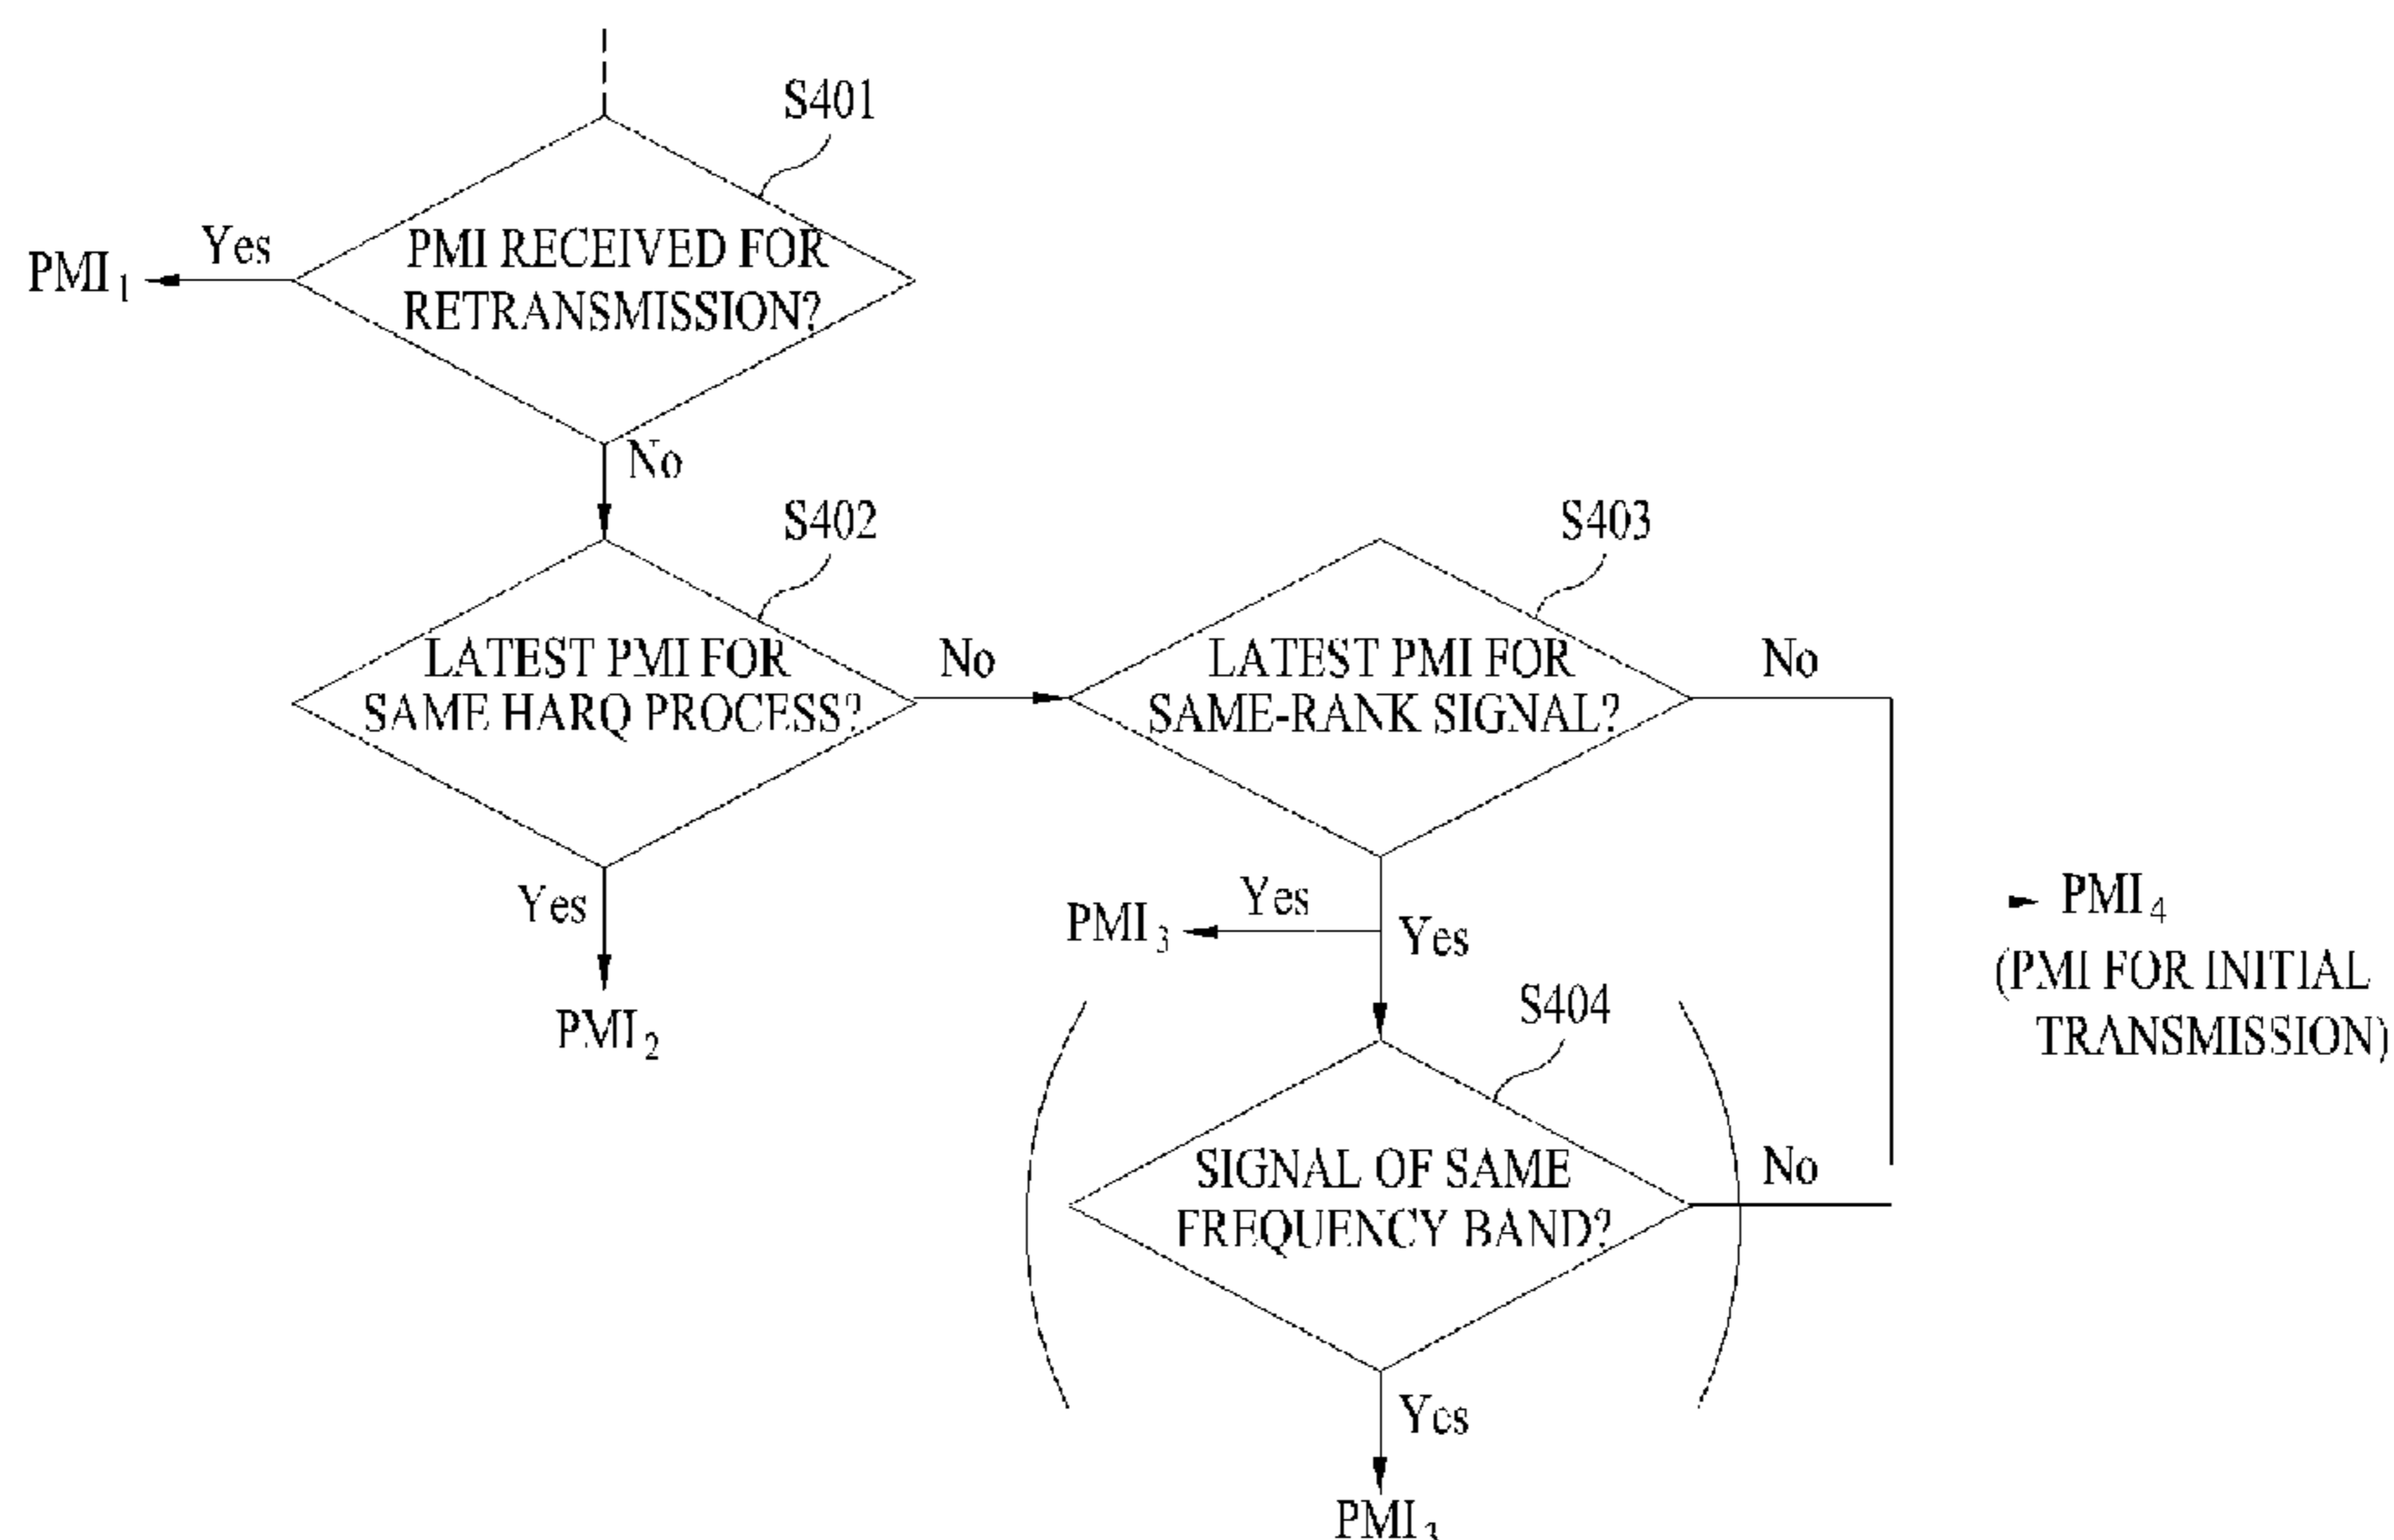 S401
PMI RECEIVED FOR
RETRANSMISSION?
Yes
PMI1
No
S402
LATEST PMI FOR
SAME HARQ PROCESS?
No
Yes
PMI2
S403
LATEST PMI FOR
SAME-RANK SIGNAL?
No
Yes
PMI3
Yes
PMI4
(PMI FOR INITIAL
TRANSMISSION)
S404
SIGNAL OF SAME
FREQUENCY BAND?
No
Yes
PMI3